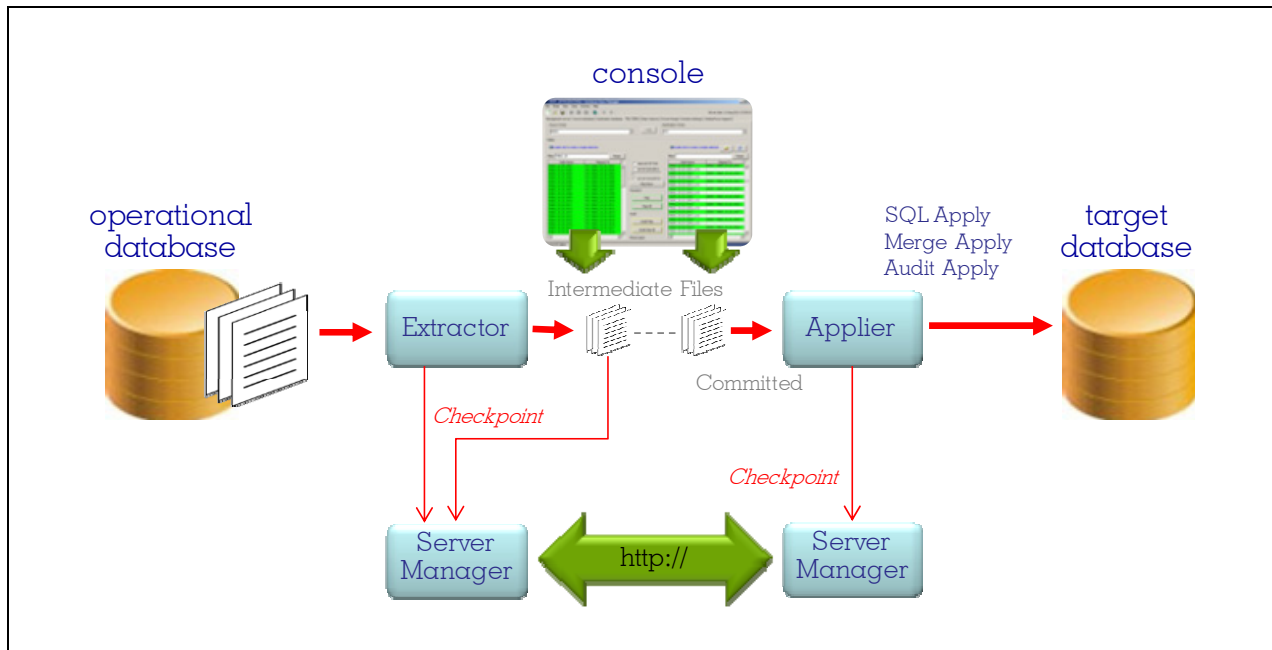 console
operational
database
SQL Apply
Merge Apply
Audit Apply
target
database
Intermediate Files
Extractor
Applier
Committed
Checkpoint
Checkpoint
Server
Manager
http://
Server
Manager